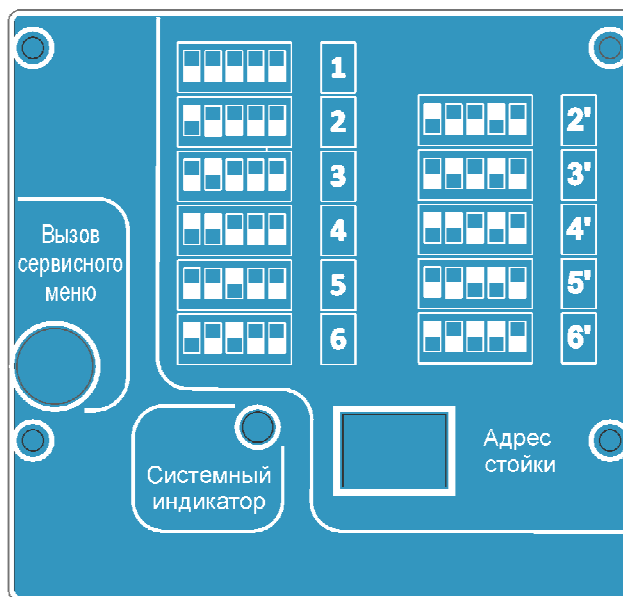 1
2
2'
3
3'
4
4'
5
5'
6
6'
Вызов
сервисного
меню
Системный
индикатор
Адрес
стойки